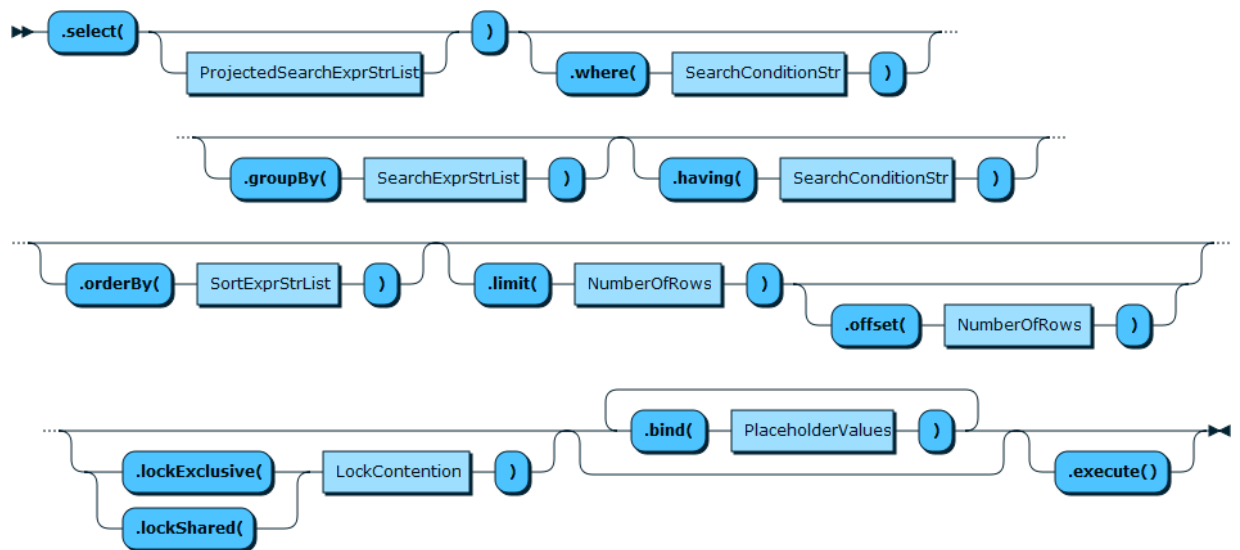 .select( )
ProjectedSearchExprStrList .where( SearchConditionStr )
.groupBy( SearchExprStrList ) .having( SearchConditionStr )
.orderBy( SortExprStrList ) .limit( NumberOfRows )
.offset( NumberOfRows )
.bind( PlaceholderValues )
.lockExclusive( LockContention ) .execute()
.lockShared(